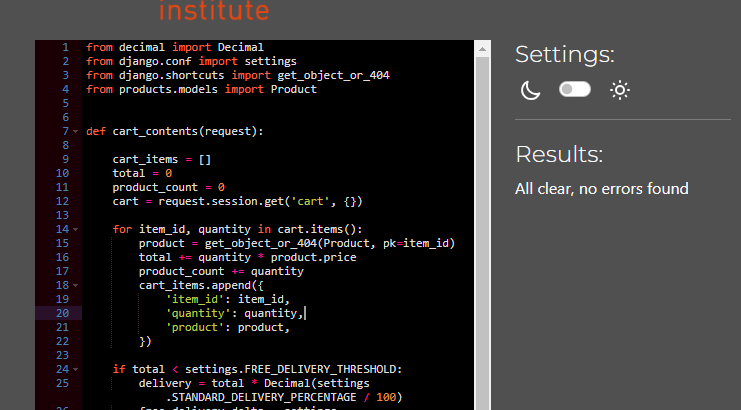 institute
1 from decimal import Decimal
2 from django.conf import settings
3 from django.shortcuts import get_object_or_404
4 from products.models import Product
5
6
7 def cart_contents(request):
8
9 cart_items = []
10 total = 0
11 product_count = 0
12 cart = request.session.get('cart', {})
13
14 for item_id, quantity in cart.items():
15 product = get_object_or_404(Product, pk=item_id)
16 total += quantity * product.price
17 product_count += quantity
18 cart_items.append({
19 'item_id': item_id,
20 'quantity': quantity,
21 'product': product,
22 })
23
24 if total < settings.FREE_DELIVERY_THRESHOLD:
25 delivery = total * Decimal(settings
.STANDARD_DELIVERY_PERCENTAGE / 100)
26 free_delivery_delta = settings
Settings:
Results:
All clear, no errors found